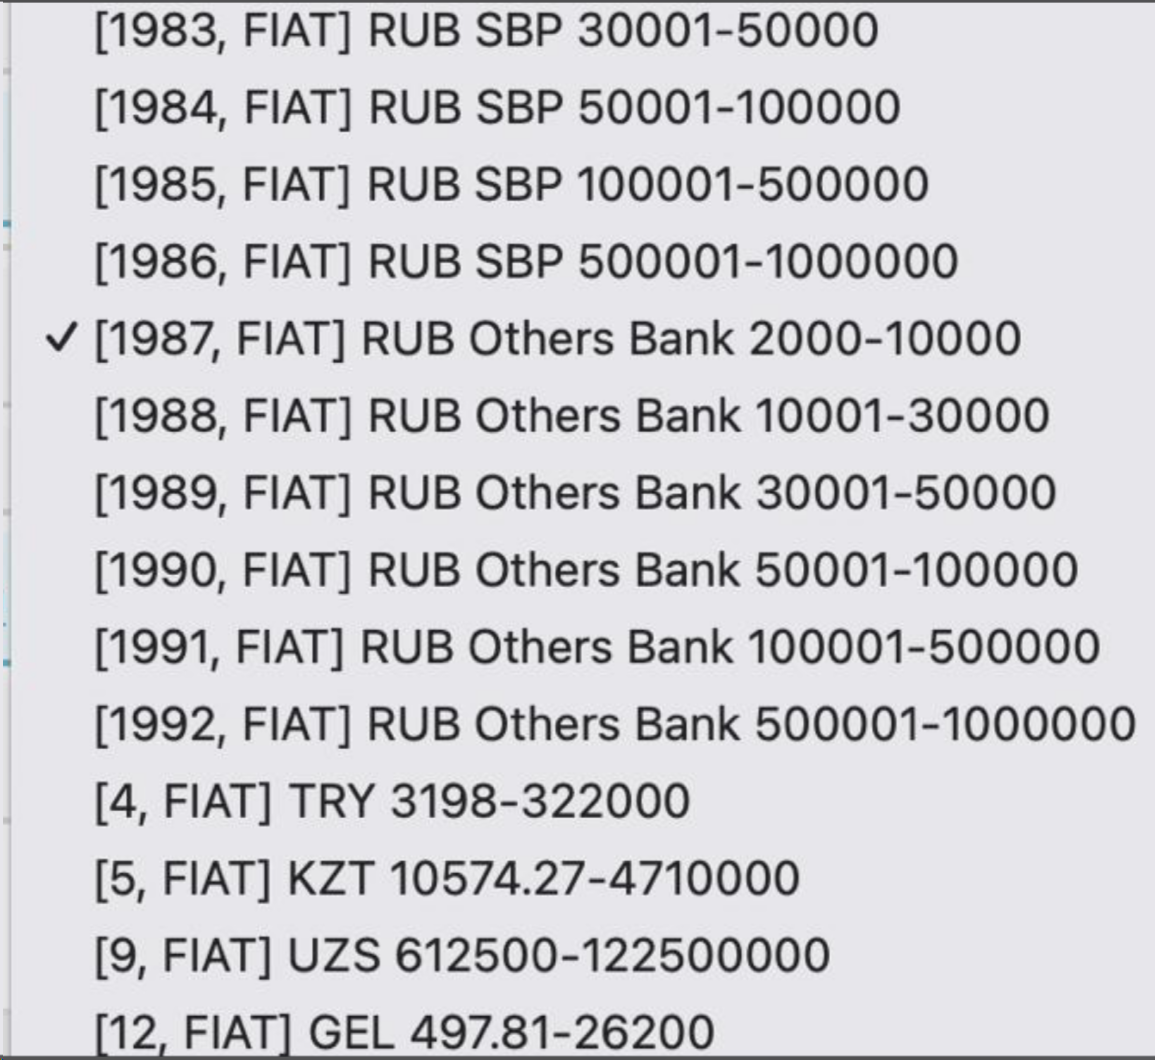 [1983, FIAT] RUB SBP 30001-50000
[1984, FIAT] RUB SBP 50001-100000
[1985, FIAT] RUB SBP 100001-500000
[1986, FIAT] RUB SBP 500001-1000000
✓ [1987, FIAT] RUB Others Bank 2000-10000
[1988, FIAT] RUB Others Bank 10001-30000
[1989, FIAT] RUB Others Bank 30001-50000
[1990, FIAT] RUB Others Bank 50001-100000
[1991, FIAT] RUB Others Bank 100001-500000
[1992, FIAT] RUB Others Bank 500001-1000000
[4, FIAT] TRY 3198-322000
[5, FIAT] KZT 10574.27-4710000
[9, FIAT] UZS 612500-122500000
[12, FIAT] GEL 497.81-26200